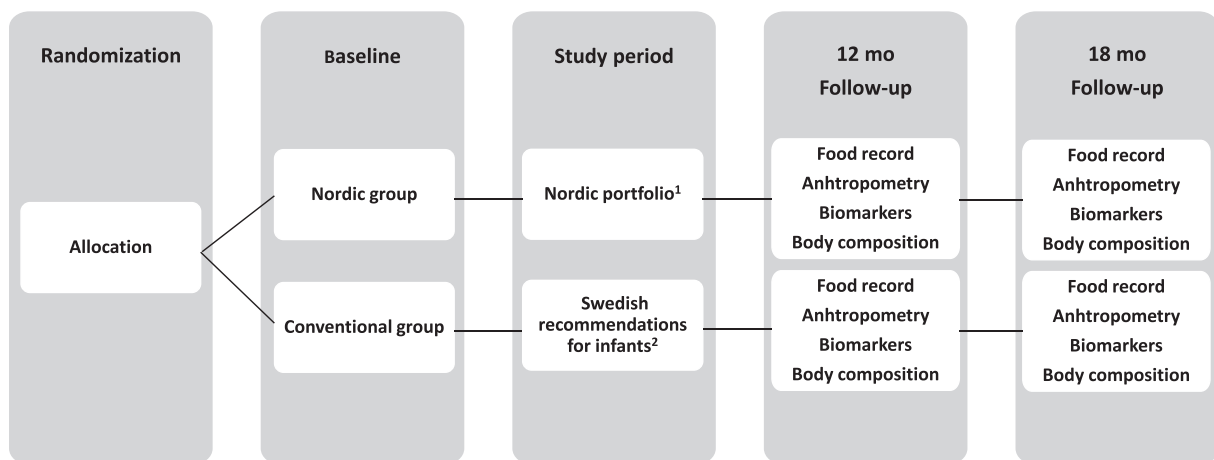 Randomization
Baseline
Study period
12 mo
Follow-up
18 mo
Follow-up
Allocation
Nordic group
Nordic portfolio¹
Food record
Anhtropometry
Biomarkers
Body composition
Food record
Anhtropometry
Biomarkers
Body composition
Conventional group
Swedish
recommendations
for infants²
Food record
Anhtropometry
Biomarkers
Body composition
Food record
Anhtropometry
Biomarkers
Body composition